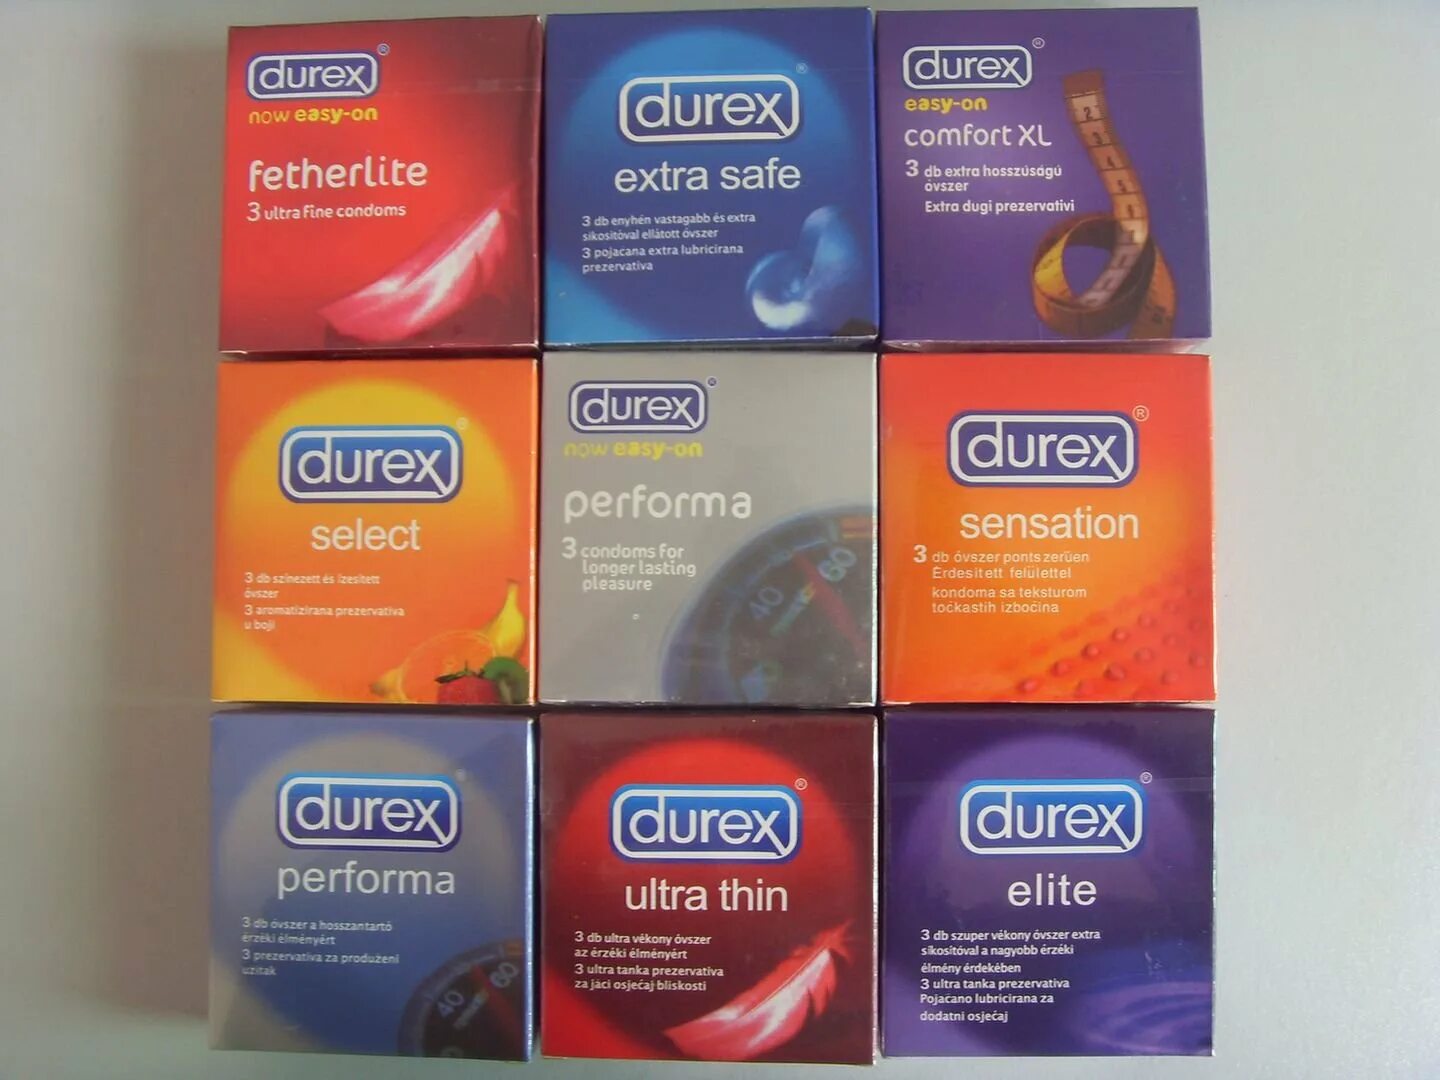 durex®
now easy-on
fetherlite
3 ultra fine condoms
durex®
extra safe
3 db enyhén vastagabb és extra
síkosítóval ellátott óvszer
3 pojacana extra lubricirana
prezervativa
durex®
easy-on
comfort XL
3 db extra hosszúságú
óvszer
Extra dugi prezervativi
durex®
select
3 db színezett és ízesített
óvszer
3 aromatizirana prezervativa
u boji
durex®
now easy-on
performa
3 condoms for
longer lasting
pleasure
40 60
durex®
sensation
3 db óvszer pontszerűen
Érdesített felülettel
kondoma sa teksturom
točkastih izbočina
durex®
performa
3 db óvszer a hosszantartó
érzéki élményért
3 prezervativa za produženi
užitak
40 60
durex®
ultra thin
3 db ultra vékony óvszer
az érzéki élményért
3 ultra tanka prezervativa
za jaci osjećaj bliskosti
durex®
elite
3 db szuper vékony óvszer extra
síkosítóval a nagyobb érzéki
élmény érdekében
3 ultra tanka prezervativa
Pojačano lubricirana za
dodatni osjećaj